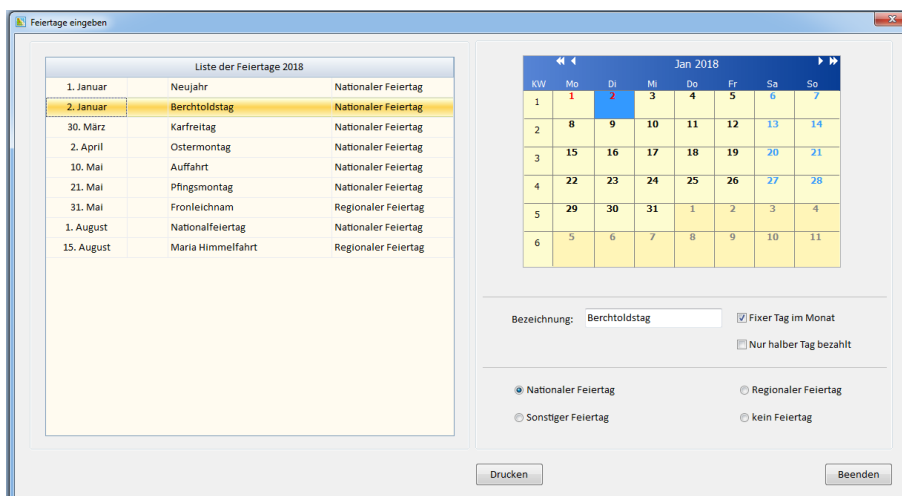 Feiertage eingeben
Liste der Feiertage 2018
1. Januar Neujahr Nationaler Feiertag
2. Januar Berchtoldstag Nationaler Feiertag
30. März Karfreitag Nationaler Feiertag
2. April Ostermontag Nationaler Feiertag
10. Mai Auffahrt Nationaler Feiertag
21. Mai Pfingsmontag Nationaler Feiertag
31. Mai Fronleichnam Regionaler Feiertag
1. August Nationalfeiertag Nationaler Feiertag
15. August Maria Himmelfahrt Regionaler Feiertag
Jan 2018
KW Mo Di Mi Do Fr Sa So
1 1 2 3 4 5 6 7
2 8 9 10 11 12 13 14
3 15 16 17 18 19 20 21
4 22 23 24 25 26 27 28
5 29 30 31 1 2 3 4
6 5 6 7 8 9 10 11
Bezeichnung: Berchtoldstag Fixer Tag im Monat
Nur halber Tag bezahlt
Nationaler Feiertag Regionaler Feiertag
Sonstiger Feiertag kein Feiertag
Drucken Beenden